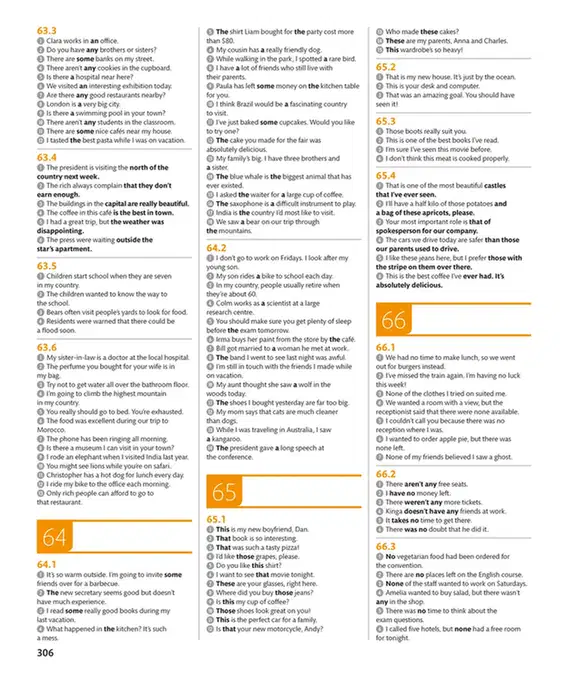 63.3
1 Clara works in an office.
2 Do you have any brothers or sisters?
3 There are some banks on my street.
4 There aren't any cookies in the cupboard.
5 Is there a hospital near here?
6 We visited an interesting exhibition today.
7 Are there any good restaurants nearby?
8 London is a very big city.
9 Is there a swimming pool in your town?
10 There aren't any students in the classroom.
11 There are some nice cafés near my house.
12 I tasted the best pasta while I was on vacation.
63.4
1 The president is visiting the north of the
country next week.
2 The rich always complain that they don't
earn enough.
3 The buildings in the capital are really beautiful.
4 The coffee in this café is the best in town.
5 I had a great trip, but the weather was
disappointing.
6 The press were waiting outside the
star's apartment.
63.5
1 Children start school when they are seven
in my country.
2 The children wanted to know the way to
the school.
3 Bears often visit people's yards to look for food.
4 Residents were warned that there could be
a flood soon.
63.6
1 My sister-in-law is a doctor at the local hospital.
2 The perfume you bought for your wife is in
my bag.
3 Try not to get water all over the bathroom floor.
4 I'm going to climb the highest mountain
in my country.
5 You really should go to bed. You're exhausted.
6 The food was excellent during our trip to
Morocco.
7 The phone has been ringing all morning.
8 Is there a museum I can visit in your town?
9 I rode an elephant when I visited India last year.
10 You might see lions while you're on safari.
11 Christopher has a hot dog for lunch every day.
12 I ride my bike to the office each morning.
13 Only rich people can afford to go to
that restaurant.
64
64.1
1 It's so warm outside. I'm going to invite some
friends over for a barbecue.
2 The new secretary seems good but doesn't
have much experience.
3 I read some really good books during my
last vacation.
4 What happened in the kitchen? It's such
a mess.
306
5 The shirt Liam bought for the party cost more
than $80.
6 My cousin has a really friendly dog.
7 While walking in the park, I spotted a rare bird.
8 I have a lot of friends who still live with
their parents.
9 Paula has left some money on the kitchen table
for you.
10 I think Brazil would be a fascinating country
to visit.
11 I've just baked some cupcakes. Would you like
to try one?
12 The cake you made for the fair was
absolutely delicious.
13 My family's big. I have three brothers and
a sister.
14 The blue whale is the biggest animal that has
ever existed.
15 I asked the waiter for a large cup of coffee.
16 The saxophone is a difficult instrument to play.
17 India is the country I'd most like to visit.
18 We saw a bear on our trip through
the mountains.
64.2
1 I don't go to work on Fridays. I look after my
young son.
2 My son rides a bike to school each day.
3 In my country, people usually retire when
they're about 60.
4 Colm works as a scientist at a large
research centre.
5 You should make sure you get plenty of sleep
before the exam tomorrow.
6 Irma buys her paint from the store by the café.
7 Bill got married to a woman he met at work.
8 The band I went to see last night was awful.
9 I'm still in touch with the friends I made while
on vacation.
10 My aunt thought she saw a wolf in the
woods today.
11 The shoes I bought yesterday are far too big.
12 My mom says that cats are much cleaner
than dogs.
13 While I was traveling in Australia, I saw
a kangaroo.
14 The president gave a long speech at
the conference.
65
65.1
1 This is my new boyfriend, Dan.
2 That book is so interesting.
3 That was such a tasty pizza!
4 I'd like those grapes, please.
5 Do you like this shirt?
6 I want to see that movie tonight.
7 These are your glasses, right here.
8 Where did you buy those jeans?
9 Is this my cup of coffee?
10 Those shoes look great on you!
11 This is the perfect car for a family.
12 Is that your new motorcycle, Andy?
13 Who made these cakes?
14 These are my parents, Anna and Charles.
15 This wardrobe's so heavy!
65.2
1 That is my new house. It's just by the ocean.
2 This is your desk and computer.
3 That was an amazing goal. You should have
seen it!
65.3
1 Those boots really suit you.
2 This is one of the best books I've read.
3 I'm sure I've seen this movie before.
4 I don't think this meat is cooked properly.
65.4
1 That is one of the most beautiful castles
that I've ever seen.
2 I'll have a half kilo of those potatoes and
a bag of these apricots, please.
3 Your most important role is that of
spokesperson for our company.
4 The cars we drive today are safer than those
our parents used to drive.
5 I like these jeans here, but I prefer those with
the stripe on them over there.
6 This is the best coffee I've ever had. It's
absolutely delicious.
66
66.1
1 We had no time to make lunch, so we went
out for burgers instead.
2 I've missed the train again. I'm having no luck
this week!
3 None of the clothes I tried on suited me.
4 We wanted a room with a view, but the
receptionist said that there were none available.
5 I couldn't call you because there was no
reception where I was.
6 I wanted to order apple pie, but there was
none left.
7 None of my friends believed I saw a ghost.
66.2
1 There aren't any free seats.
2 I have no money left.
3 There weren't any more tickets.
4 Kinga doesn't have any friends at work.
5 It takes no time to get there.
6 There was no doubt that he did it.
66.3
1 No vegetarian food had been ordered for
the convention.
2 There are no places left on the English course.
3 None of the staff wanted to work on Saturdays.
4 Amelia wanted to buy salad, but there wasn't
any in the shop.
5 There was no time to think about the
exam questions.
6 I called five hotels, but none had a free room
for tonight.